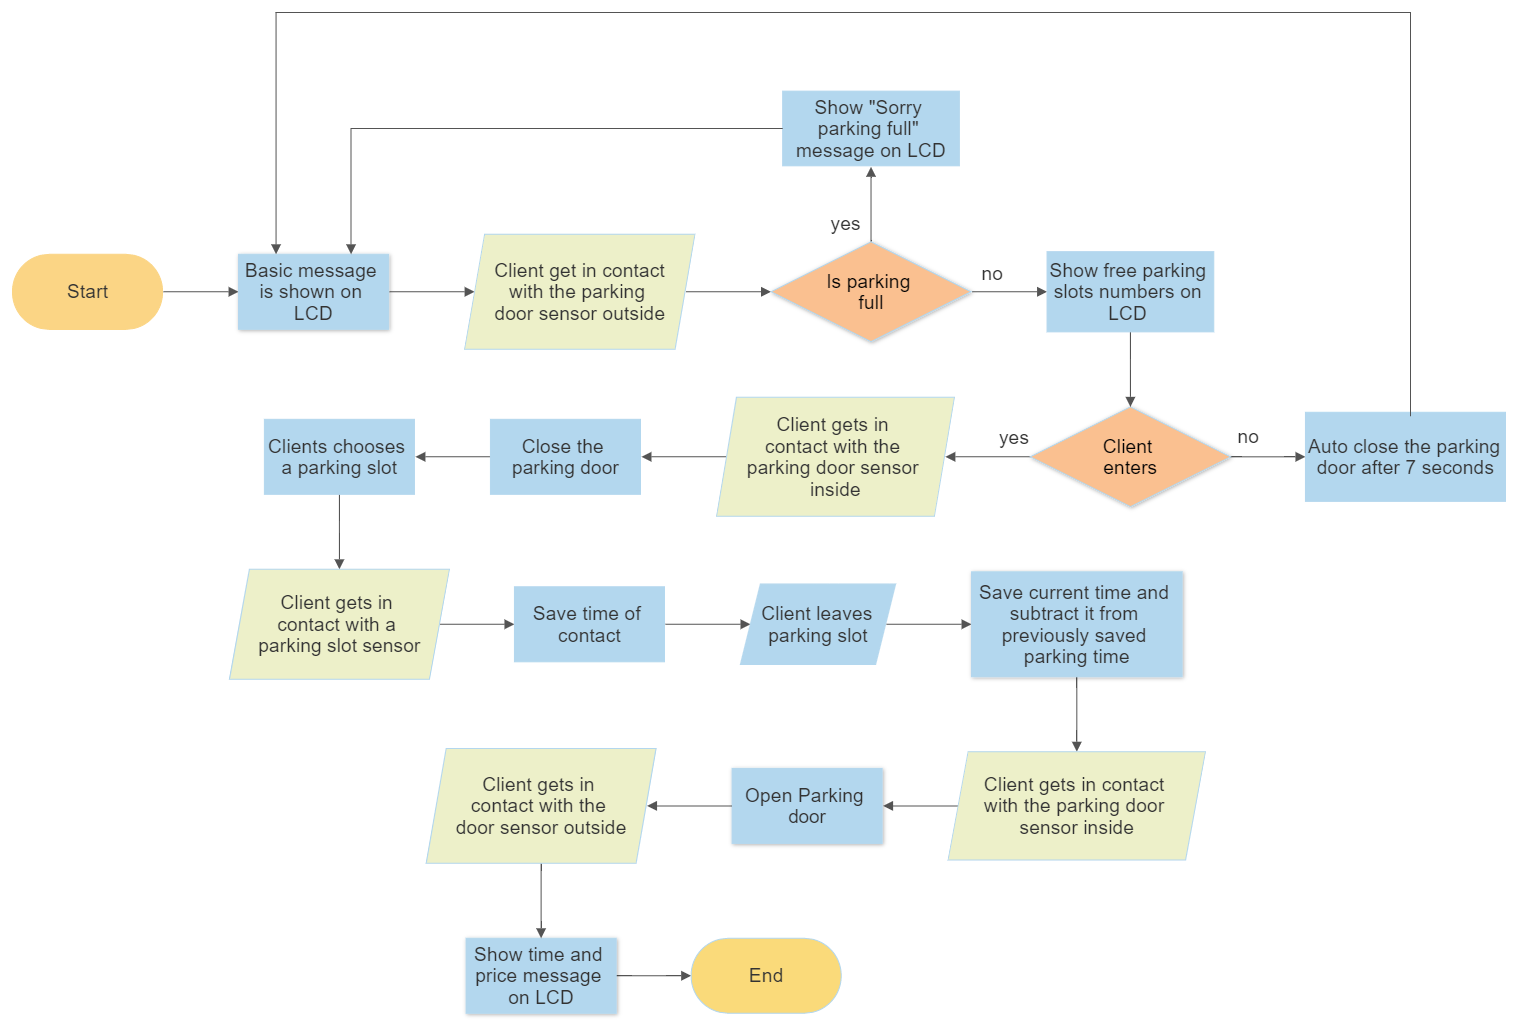 Show "Sorry
parking full"
message on LCD
yes
Start
Basic message
is shown on
LCD
Client get in contact
with the parking
door sensor outside
Is parking
full
no
Show free parking
slots numbers on
LCD
Clients chooses
a parking slot
Close the
parking door
Client gets in
contact with the
parking door sensor
inside
yes
Client
enters
no
Auto close the parking
door after 7 seconds
Client gets in
contact with a
parking slot sensor
Save time of
contact
Client leaves
parking slot
Save current time and
subtract it from
previously saved
parking time
Client gets in
contact with the
door sensor outside
Open Parking
door
Client gets in contact
with the parking door
sensor inside
Show time and
price message
on LCD
End